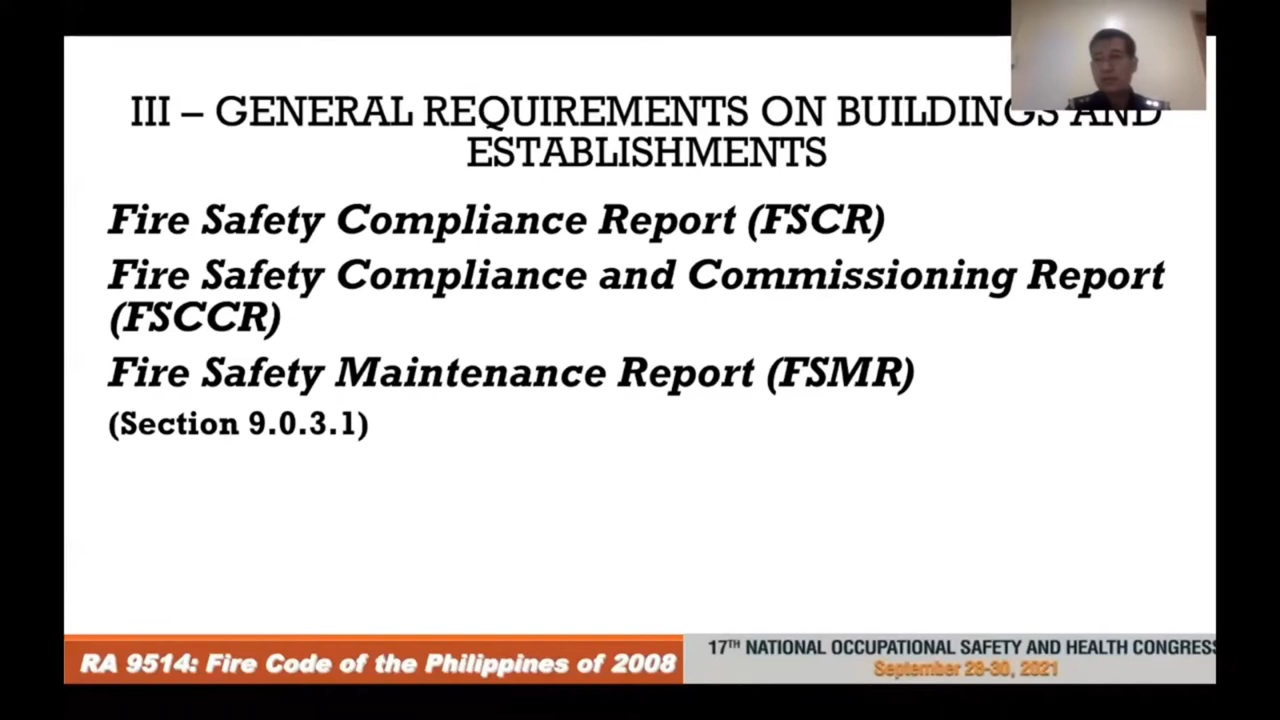 III – GENERAL REQUIREMENTS ON BUILDINGS AND
ESTABLISHMENTS
Fire Safety Compliance Report (FSCR)
Fire Safety Compliance and Commissioning Report
(FSCCR)
Fire Safety Maintenance Report (FSMR)
(Section 9.0.3.1)
RA 9514: Fire Code of the Philippines of 2008
17TH NATIONAL OCCUPATIONAL SAFETY AND HEALTH CONGRESS
September 28-30, 2021